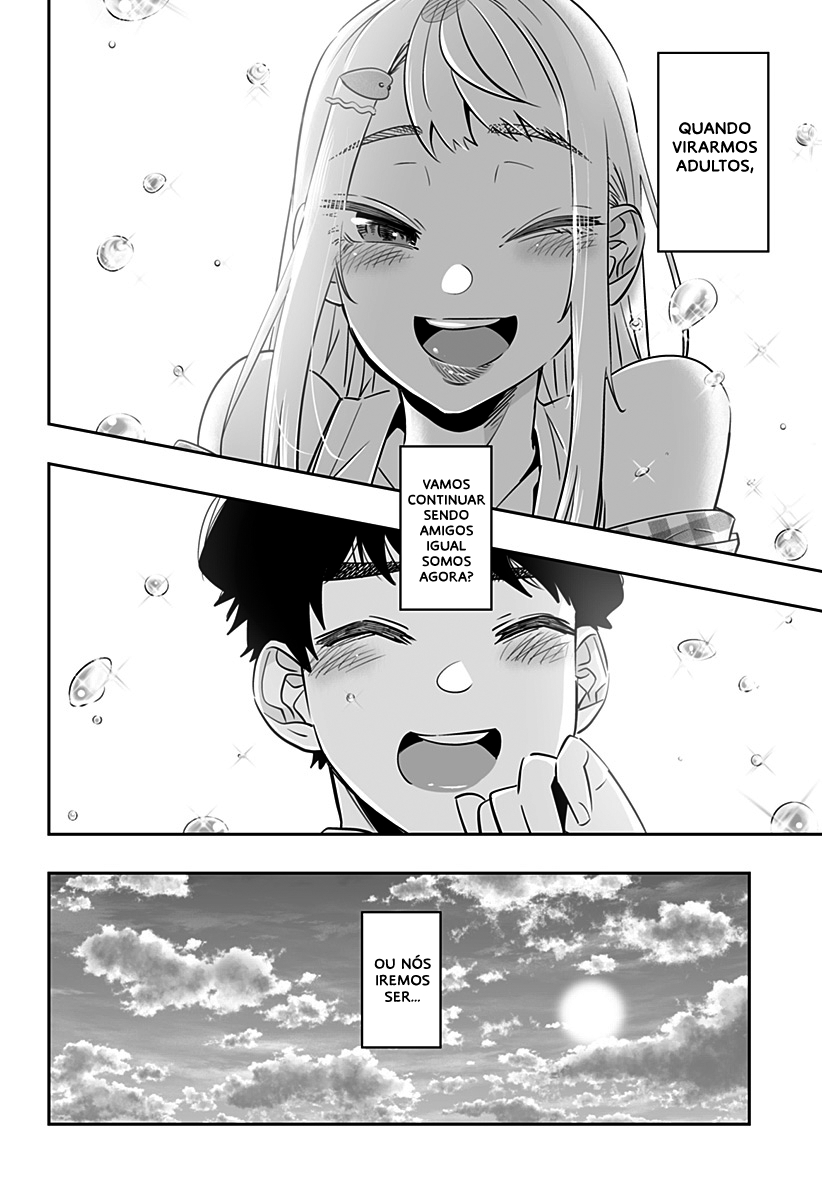 QUANDO
VIRARMOS
ADULTOS,
VAMOS
CONTINUAR
SENDO
AMIGOS
IGUAL
SOMOS
AGORA?
OU NÓS
IREMOS
SER...